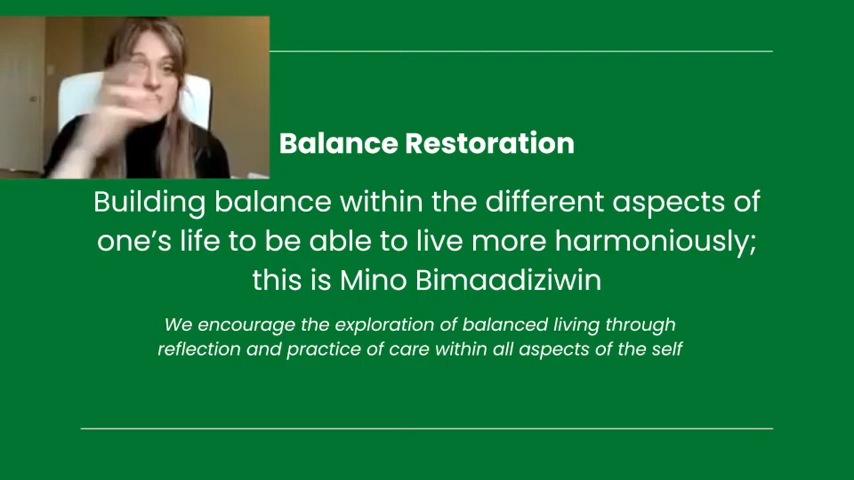 Balance Restoration
Building balance within the different aspects of
one’s life to be able to live more harmoniously;
this is Mino Bimaadiziwin
We encourage the exploration of balanced living through
reflection and practice of care within all aspects of the self